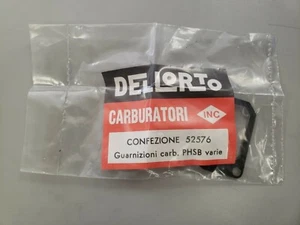 DELLORTO
CARBURATORI
INC
CONFEZIONE 52576
Guarnizioni carb. PHSB varie